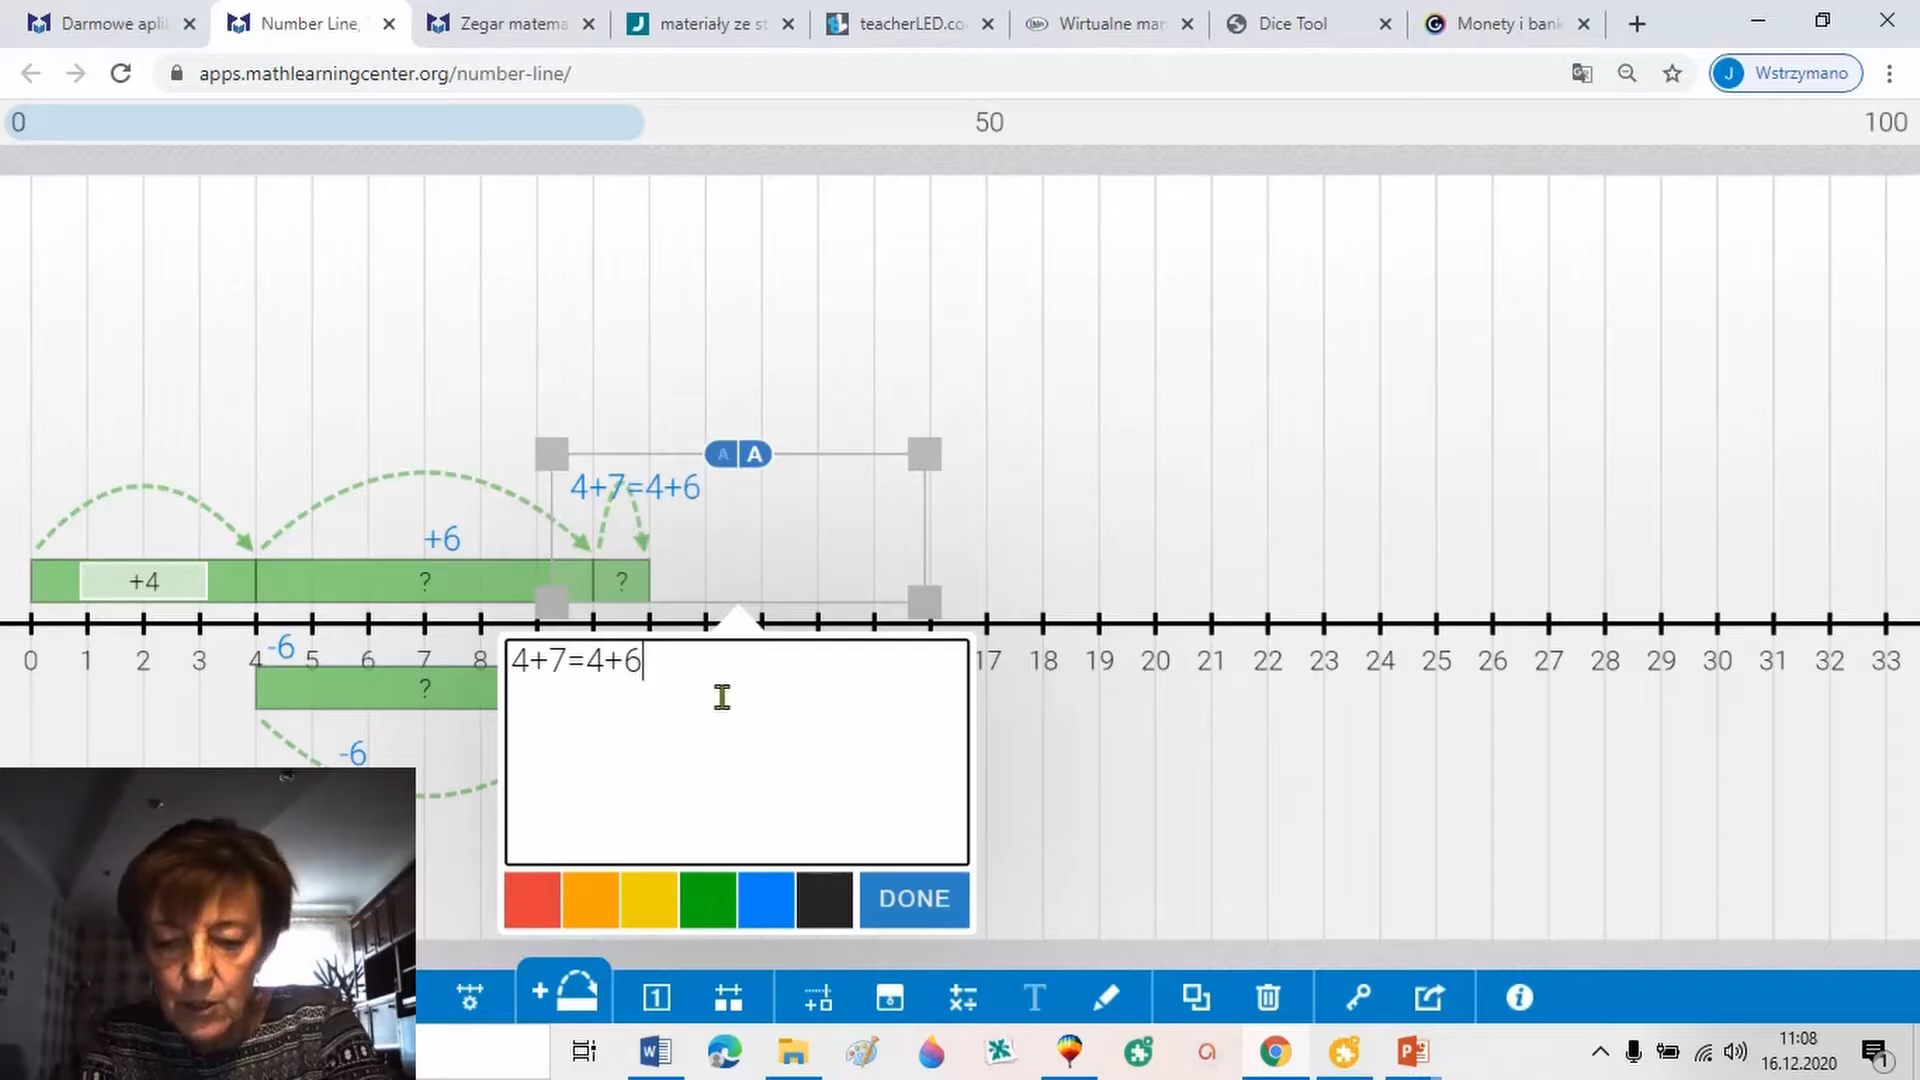 Darmowe apli
Number Line, T
Zegar matema
materiały ze st
teacherLED.co
Wirtualne mar
Dice Tool
Monety i bank
apps.mathlearningcenter.org/number-line/
J Wstrzymano
0 50 100
A A
4+7=4+6
+6
+4 ? ?
0 1 2 3 4 5 6 7 8 17 18 19 20 21 22 23 24 25 26 27 28 29 30 31 32 33
-6
?
-6
4+7=4+6
DONE
1
T
11:08
16.12.2020
1